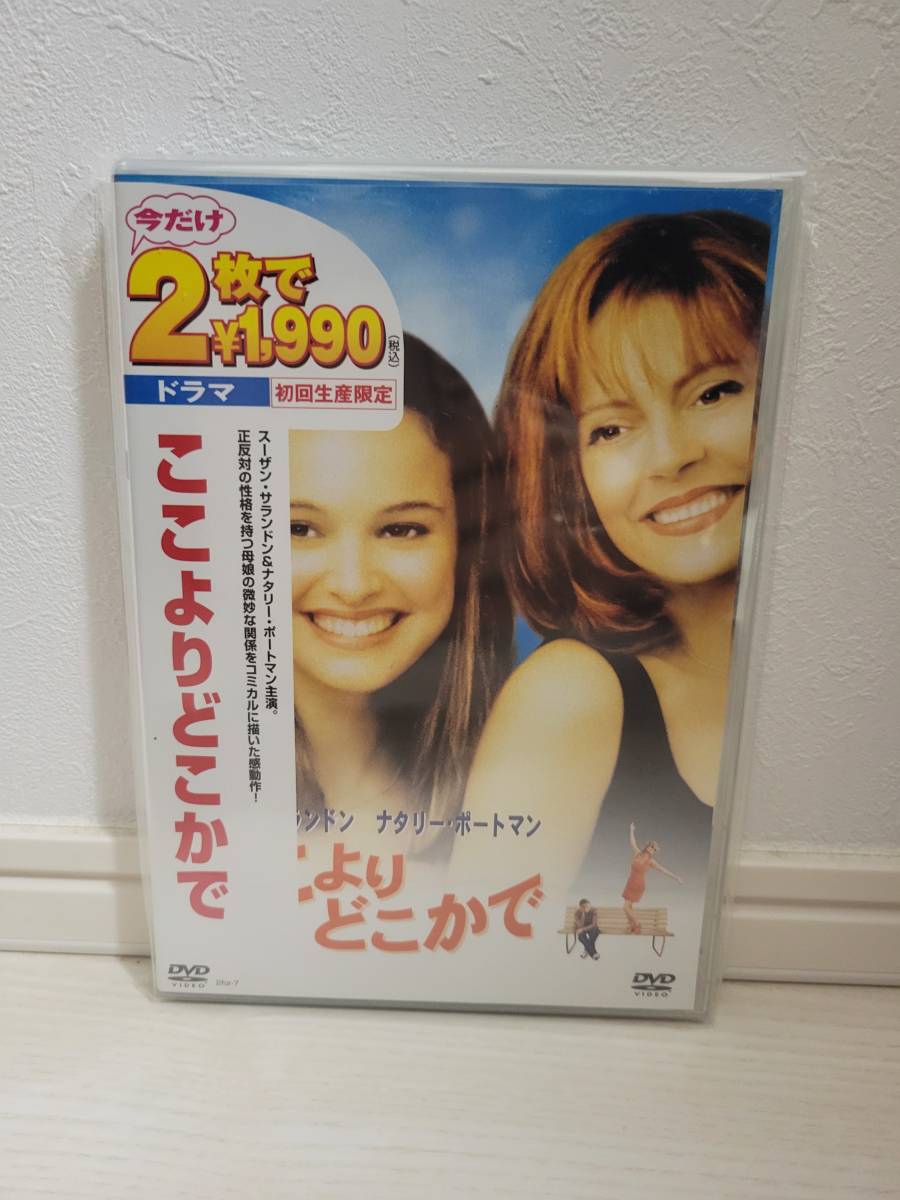 今だけ
2枚で
¥1,990
(税込)
ドラマ
初回生産限定
ここよりどこかで
スーザン・サランドン&ナタリー・ポートマン主演。
正反対の性格を持つ母娘の微妙な関係をコミカルに描いた感動作!
ランドン ナタリー・ポートマン
こより
どこかで
DVD
VIDEO
DVD
VIDEO